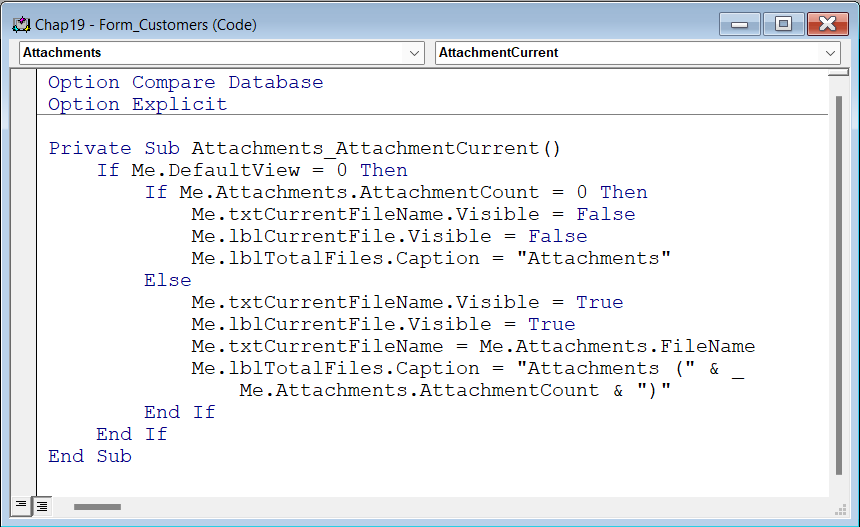 Chap19 - Form_Customers (Code)
Attachments AttachmentCurrent
Option Compare Database
Option Explicit
Private Sub Attachments_AttachmentCurrent()
    If Me.DefaultView = 0 Then
        If Me.Attachments.AttachmentCount = 0 Then
            Me.txtCurrentFileName.Visible = False
            Me.lblCurrentFile.Visible = False
            Me.lblTotalFiles.Caption = "Attachments"
        Else
            Me.txtCurrentFileName.Visible = True
            Me.lblCurrentFile.Visible = True
            Me.txtCurrentFileName = Me.Attachments.FileName
            Me.lblTotalFiles.Caption = "Attachments (" & _
                Me.Attachments.AttachmentCount & ")"
        End If
    End If
End Sub